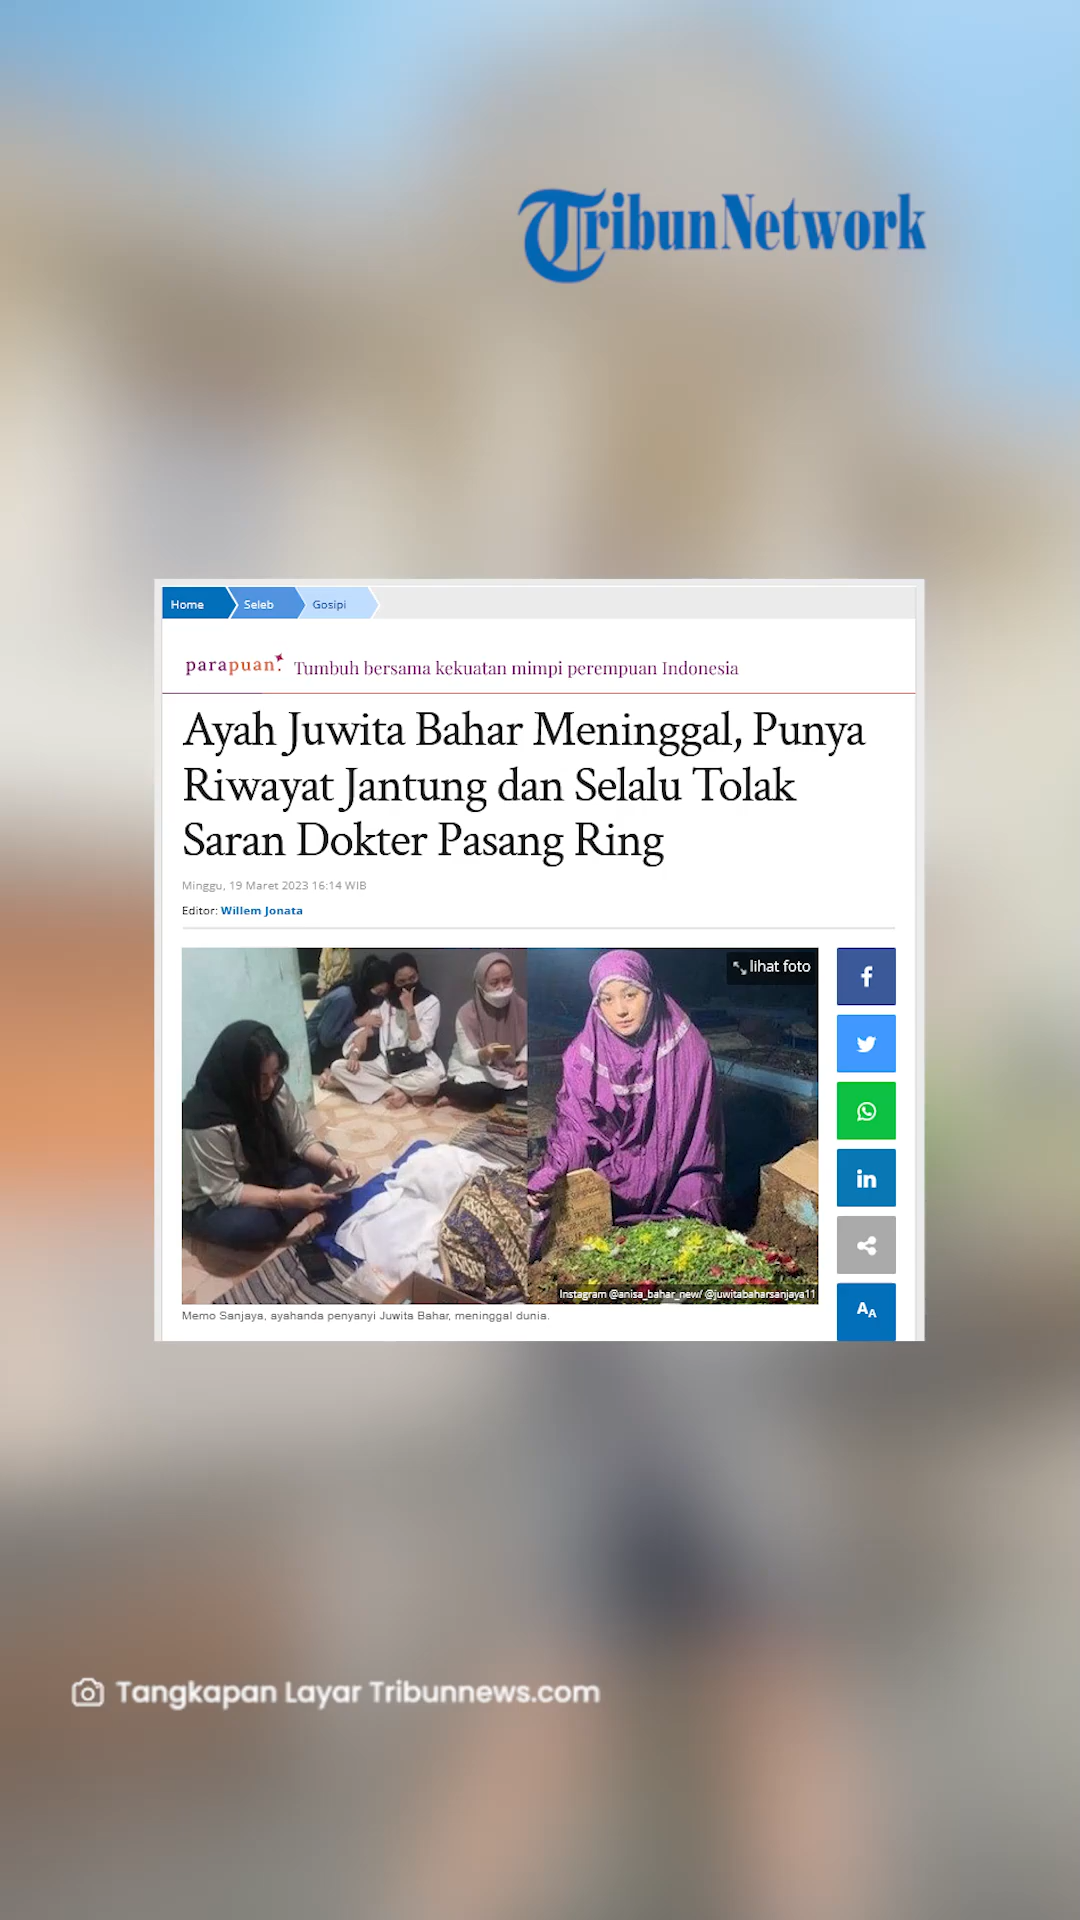 Tribun Network
Home
Seleb
Gosipi
parapuan.
Tumbuh bersama kekuatan mimpi perempuan Indonesia
Ayah Juwita Bahar Meninggal, Punya
Riwayat Jantung dan Selalu Tolak
Saran Dokter Pasang Ring
Minggu, 19 Maret 2023 16:14 WIB
Editor: Willem Jonata
lihat foto
Instagram @anisa_bahar_new/ @juwitabaharsanjaya11
Memo Sanjaya, ayahanda penyanyi Juwita Bahar, meninggal dunia.
f
in
AA
Tangkapan Layar Tribunnews.com